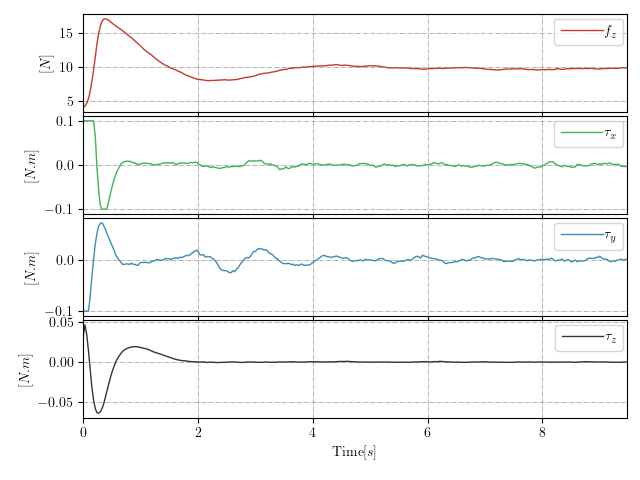 15
10
5
[N]
f_z
0.1
0.0
−0.1
[N.m]
τ_x
0.0
−0.1
[N.m]
τ_y
0.05
0.00
−0.05
[N.m]
τ_z
0 2 4 6 8
Time[s]